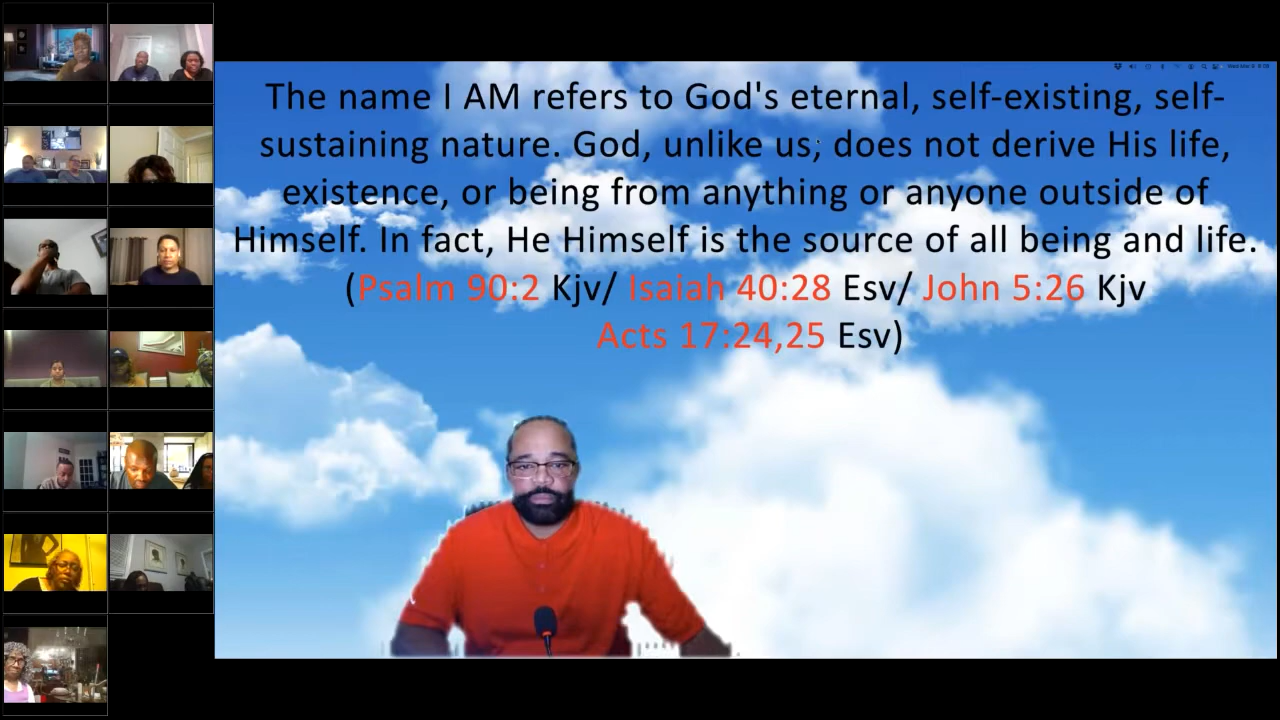 The name I AM refers to God's eternal, self-existing, self-
sustaining nature. God, unlike us, does not derive His life,
existence, or being from anything or anyone outside of
Himself. In fact, He Himself is the source of all being and life.
(Psalm 90:2 Kjv/ Isaiah 40:28 Esv/ John 5:26 Kjv
Acts 17:24,25 Esv)